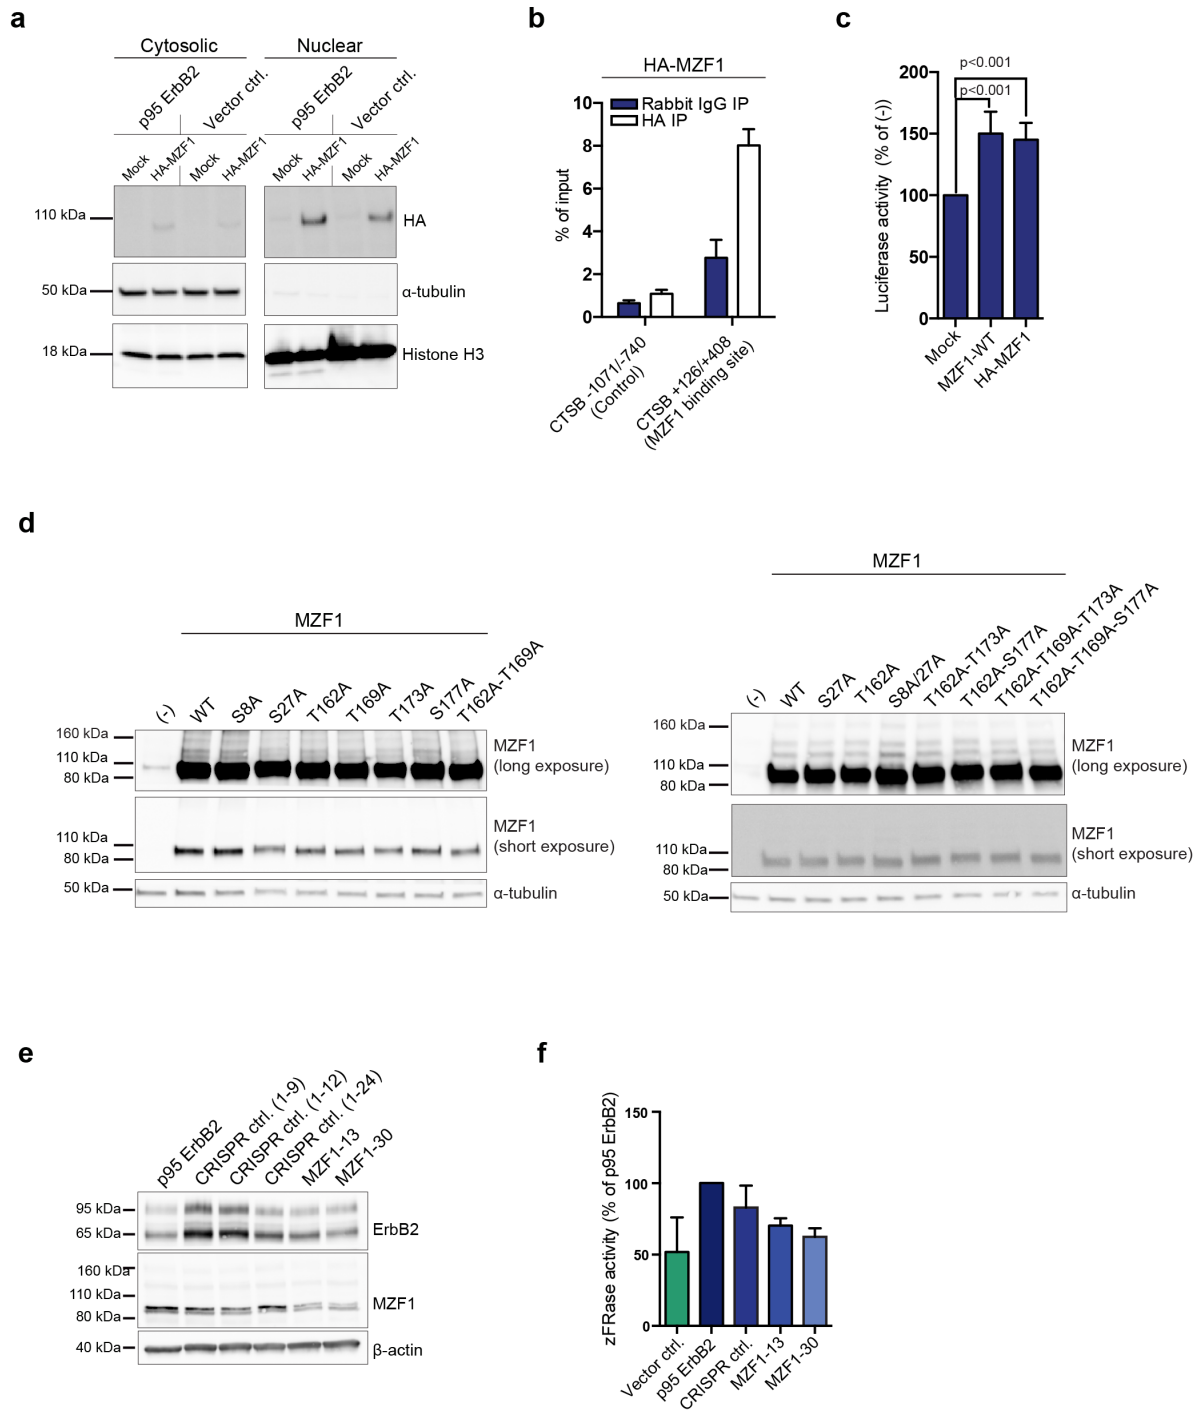 a
Cytosolic
Nuclear
p95 ErbB2
Vector ctrl.
p95 ErbB2
Vector ctrl.
Mock
HA-MZF1
Mock
HA-MZF1
Mock
HA-MZF1
Mock
HA-MZF1
110 kDa
HA
50 kDa
α-tubulin
18 kDa
Histone H3
b
HA-MZF1
Rabbit IgG IP
HA IP
% of input
10
8
6
4
2
0
CTSB -1071/-740
(Control)
CTSB +126/+408
(MZF1 binding site)
c
p<0.001
p<0.001
Luciferase activity (% of (-))
200
150
100
50
0
Mock
MZF1-WT
HA-MZF1
d
MZF1
(-)
WT
S8A
S27A
T162A
T169A
T173A
S177A
T162A-T169A
160 kDa
110 kDa
80 kDa
MZF1
(long exposure)
110 kDa
80 kDa
MZF1
(short exposure)
50 kDa
α-tubulin
MZF1
(-)
WT
S27A
T162A
S8A/27A
T162A-T173A
T162A-S177A
T162A-T169A-T173A
T162A-T169A-S177A
160 kDa
110 kDa
80 kDa
MZF1
(long exposure)
110 kDa
80 kDa
MZF1
(short exposure)
50 kDa
α-tubulin
e
p95 ErbB2
CRISPR ctrl. (1-9)
CRISPR ctrl. (1-12)
CRISPR ctrl. (1-24)
MZF1-13
MZF1-30
95 kDa
65 kDa
ErbB2
160 kDa
110 kDa
80 kDa
MZF1
40 kDa
β-actin
f
zFRase activity (% of p95 ErbB2)
150
100
50
0
Vector ctrl.
p95 ErbB2
CRISPR ctrl.
MZF1-13
MZF1-30